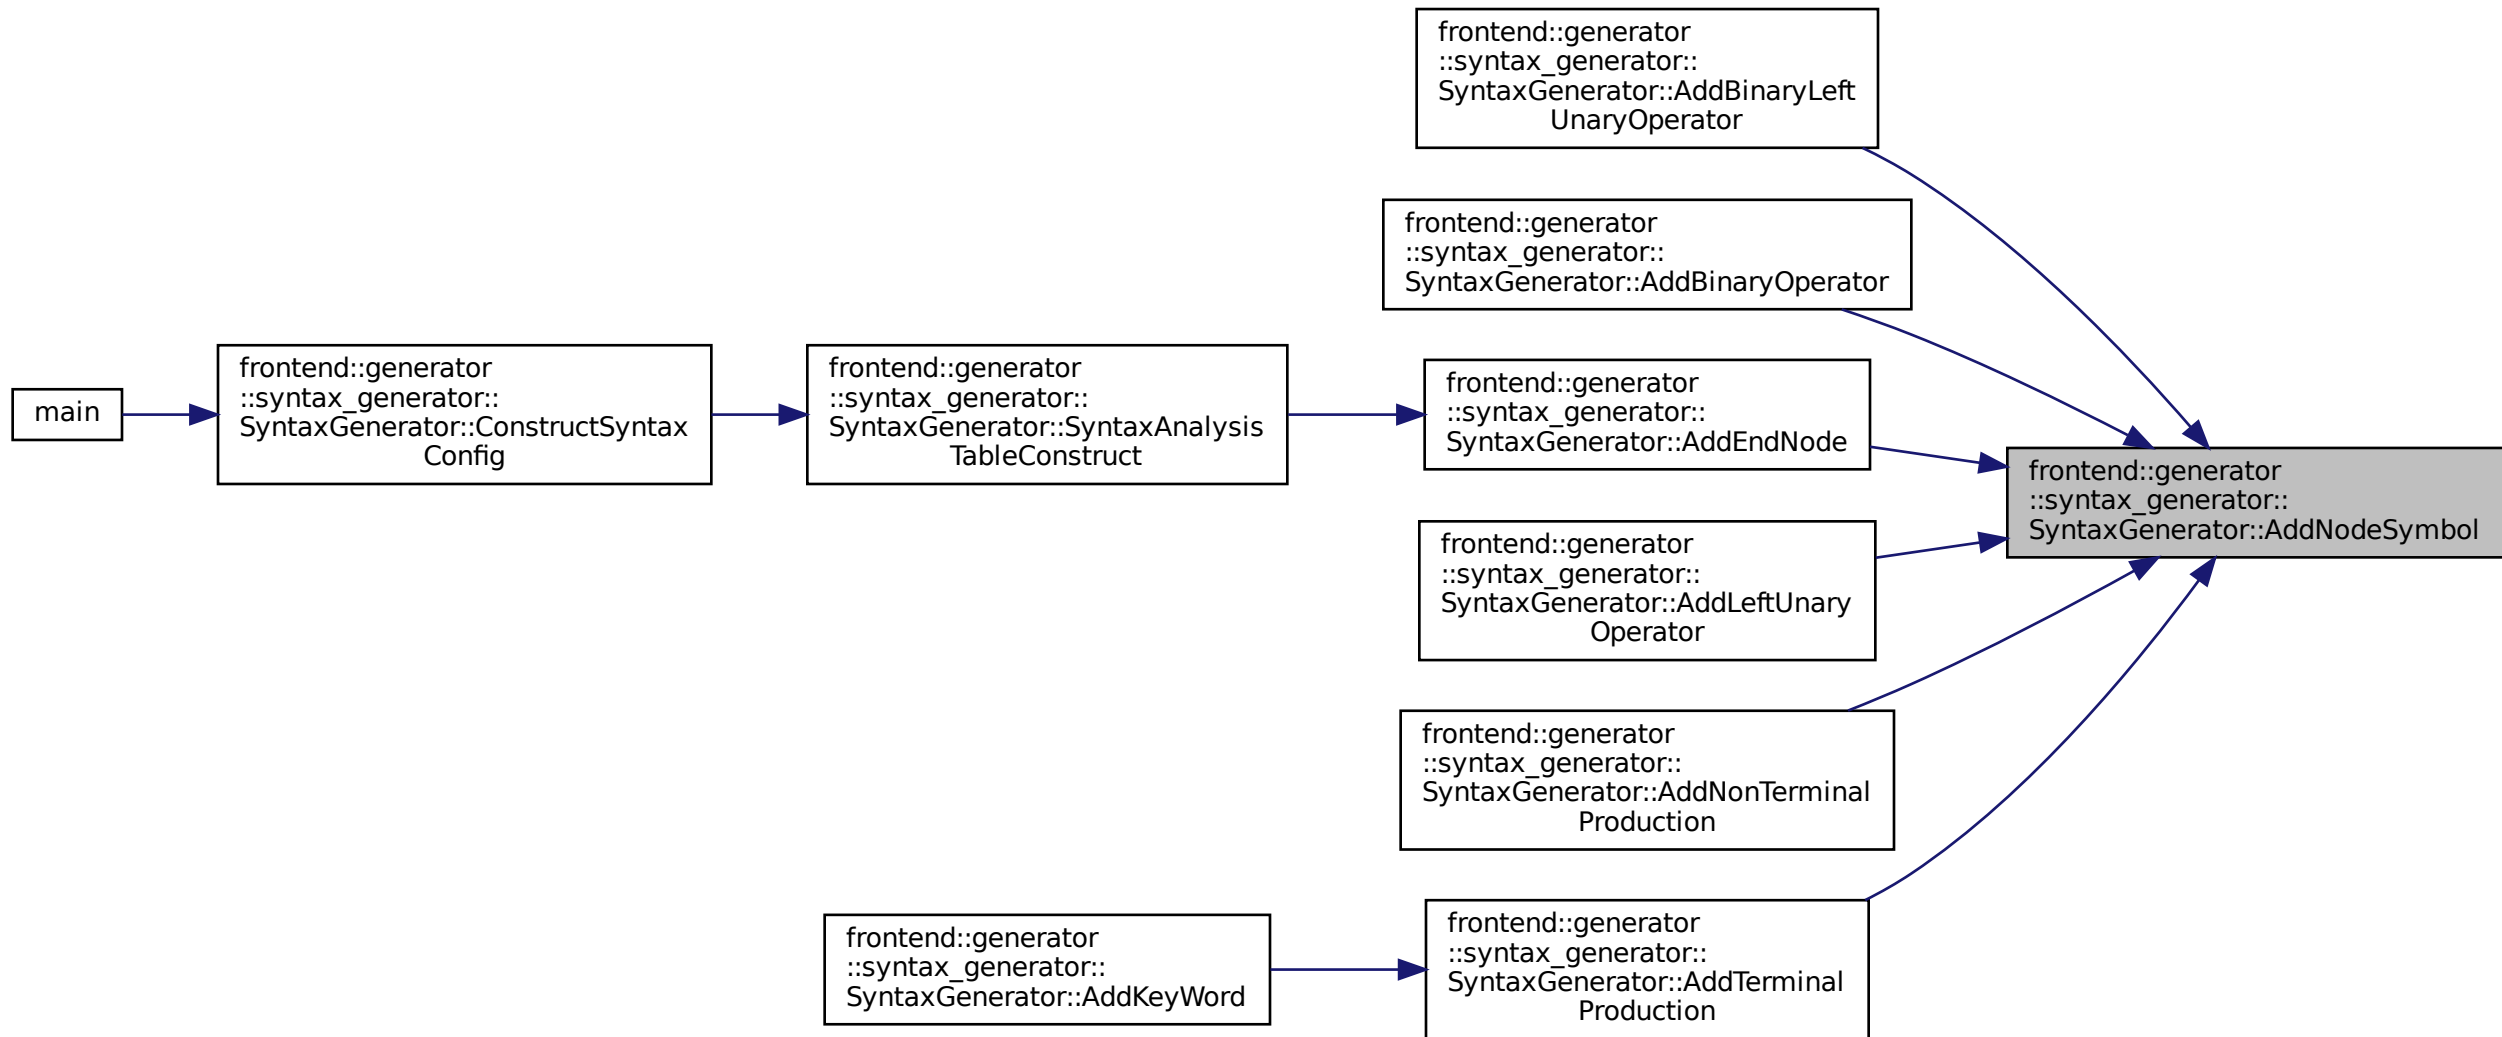 frontend::generator
::syntax_generator::
SyntaxGenerator::AddBinaryLeft
UnaryOperator
frontend::generator
::syntax_generator::
SyntaxGenerator::AddBinaryOperator
main
frontend::generator
::syntax_generator::
SyntaxGenerator::ConstructSyntax
Config
frontend::generator
::syntax_generator::
SyntaxGenerator::SyntaxAnalysis
TableConstruct
frontend::generator
::syntax_generator::
SyntaxGenerator::AddEndNode
frontend::generator
::syntax_generator::
SyntaxGenerator::AddNodeSymbol
frontend::generator
::syntax_generator::
SyntaxGenerator::AddLeftUnary
Operator
frontend::generator
::syntax_generator::
SyntaxGenerator::AddNonTerminal
Production
frontend::generator
::syntax_generator::
SyntaxGenerator::AddKeyWord
frontend::generator
::syntax_generator::
SyntaxGenerator::AddTerminal
Production